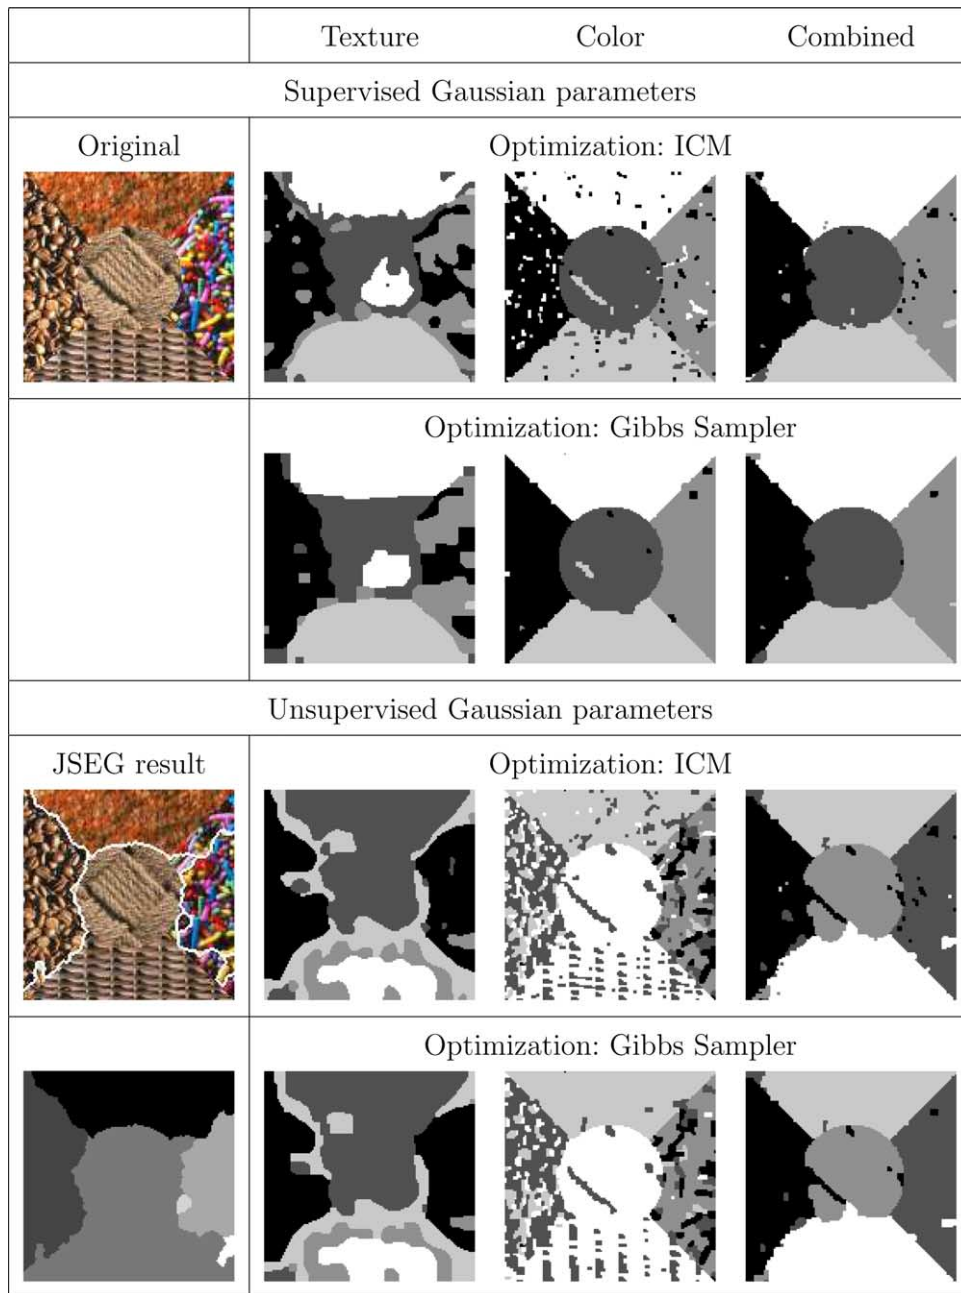 Texture Color Combined
Supervised Gaussian parameters
Original
Optimization: ICM
Optimization: Gibbs Sampler
Unsupervised Gaussian parameters
JSEG result
Optimization: ICM
Optimization: Gibbs Sampler